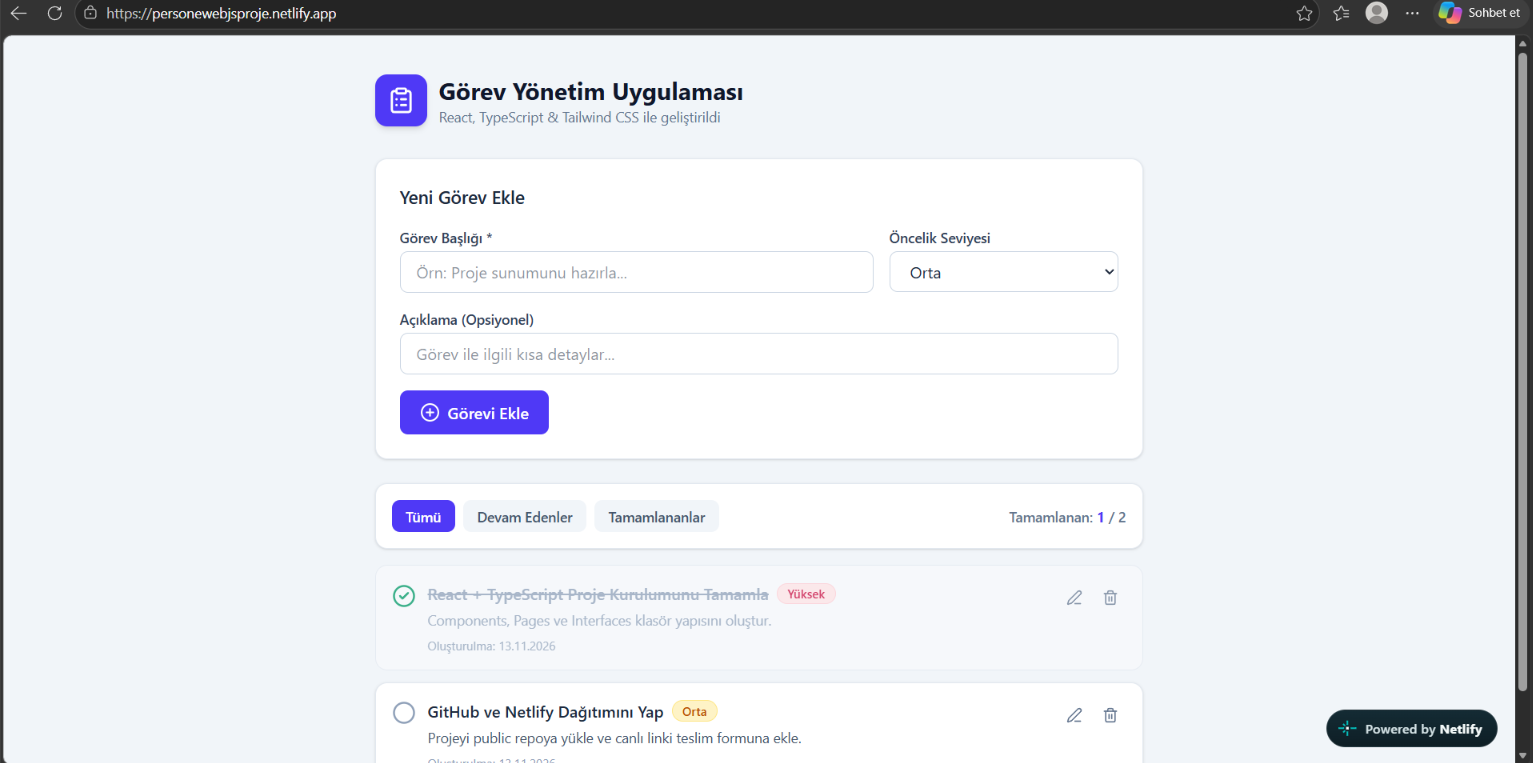 https://personewebjsproje.netlify.app
Sohbet et
Görev Yönetim Uygulaması
React, TypeScript & Tailwind CSS ile geliştirildi
Yeni Görev Ekle
Görev Başlığı *
Öncelik Seviyesi
Örn: Proje sunumunu hazırla...
Orta
Açıklama (Opsiyonel)
Görev ile ilgili kısa detaylar...
Görevi Ekle
Tümü
Devam Edenler
Tamamlananlar
Tamamlanan: 1 / 2
React + TypeScript Proje Kurulumunu Tamamla
Yüksek
Components, Pages ve Interfaces klasör yapısını oluştur.
Oluşturulma: 13.11.2026
GitHub ve Netlify Dağıtımını Yap
Orta
Projeyi public repoya yükle ve canlı linki teslim formuna ekle.
Powered by Netlify